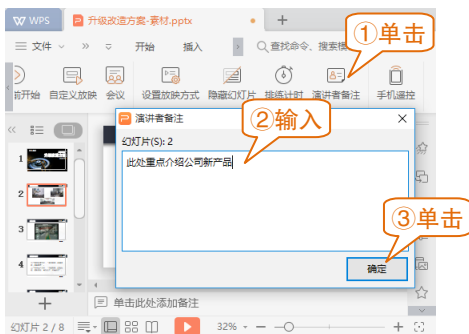 WPS 升级改造方案-素材.pptx
①单击
文件 开始 插入 查找命令、搜索模
前开始 自定义放映 会议 设置放映方式 隐藏幻灯片 排练计时 演讲者备注 手机遥控
演讲者备注
②输入
幻灯片(S): 2
此处重点介绍公司新产品
③单击
确定
1
2
3
4
单击此处添加备注
幻灯片 2 / 8 32%